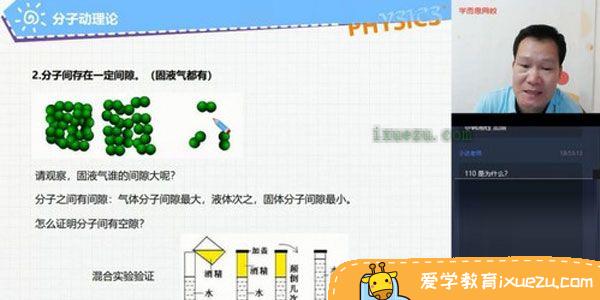 分子动理论
PHYSICS
YSICS
学而思网校
2.分子间存在一定间隙。（固液气都有）
ixuezu.com
18:53:13
110 是为什么?
请观察，固液气谁的间隙大呢?
分子之间有间隙：气体分子间隙最大，液体次之，固体分子间隙最小。
怎么证明分子间有空隙?
混合实验验证
酒精
水
加盖
酒精
水
颠倒几次
爱学教育ixuezu.com